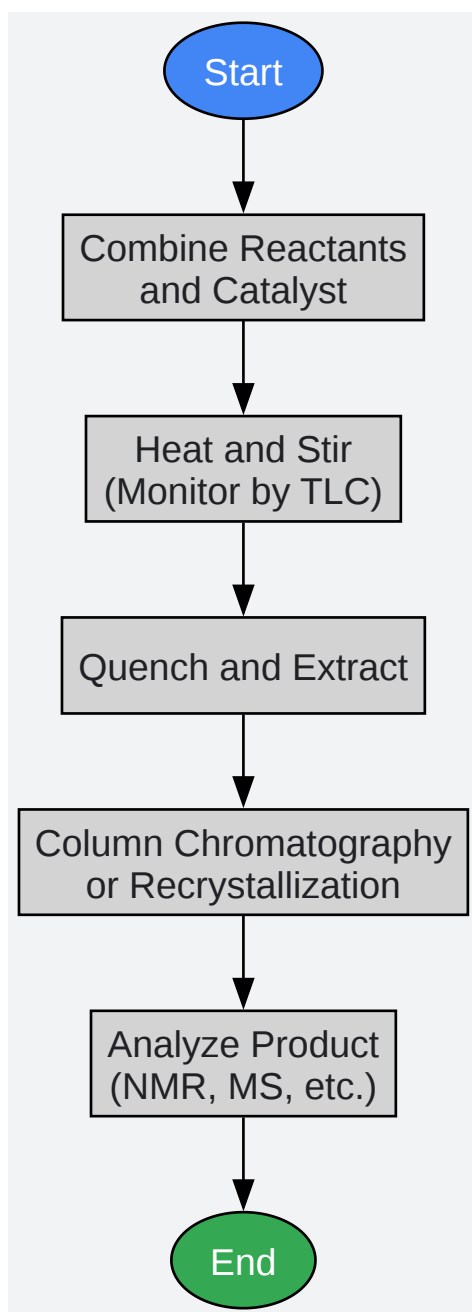 Start
Combine Reactants
and Catalyst
Heat and Stir
(Monitor by TLC)
Quench and Extract
Column Chromatography
or Recrystallization
Analyze Product
(NMR, MS, etc.)
End